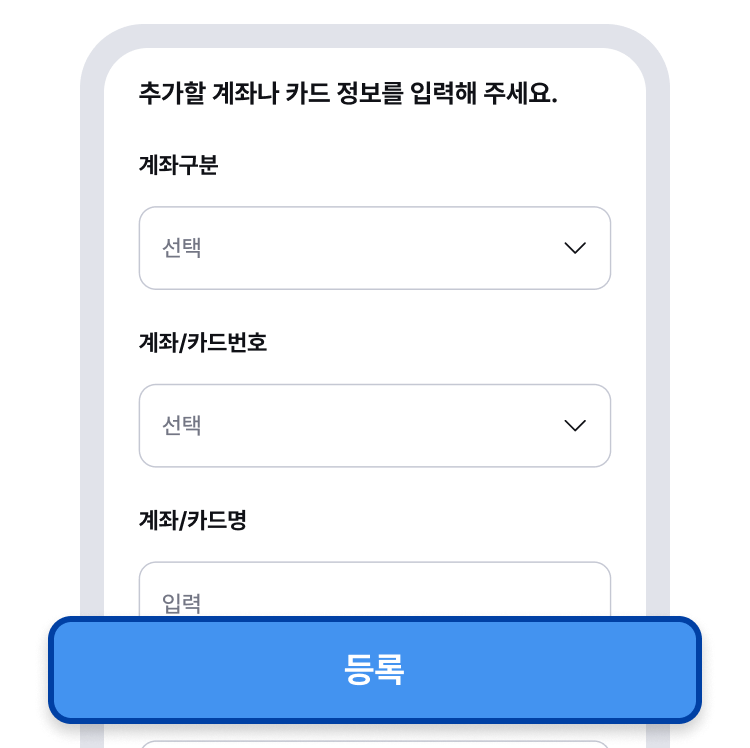 추가할 계좌나 카드 정보를 입력해 주세요.
계좌구분
선택
계좌/카드번호
선택
계좌/카드명
입력
등록